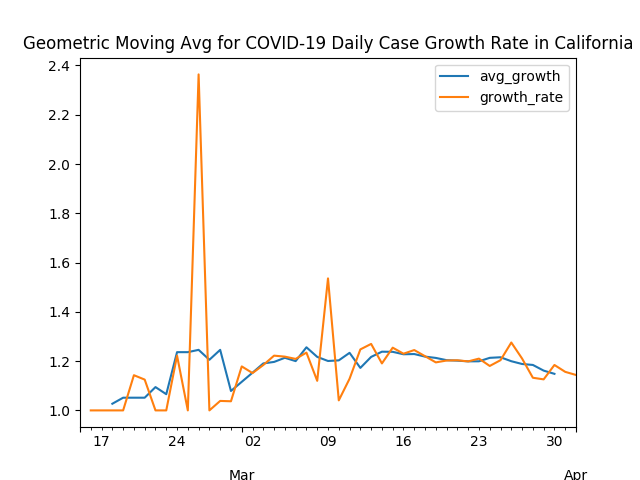 Geometric Moving Avg for COVID-19 Daily Case Growth Rate in California
avg_growth
growth_rate
2.4
2.2
2.0
1.8
1.6
1.4
1.2
1.0
17 24 02 09 16 23 30
Mar Apr